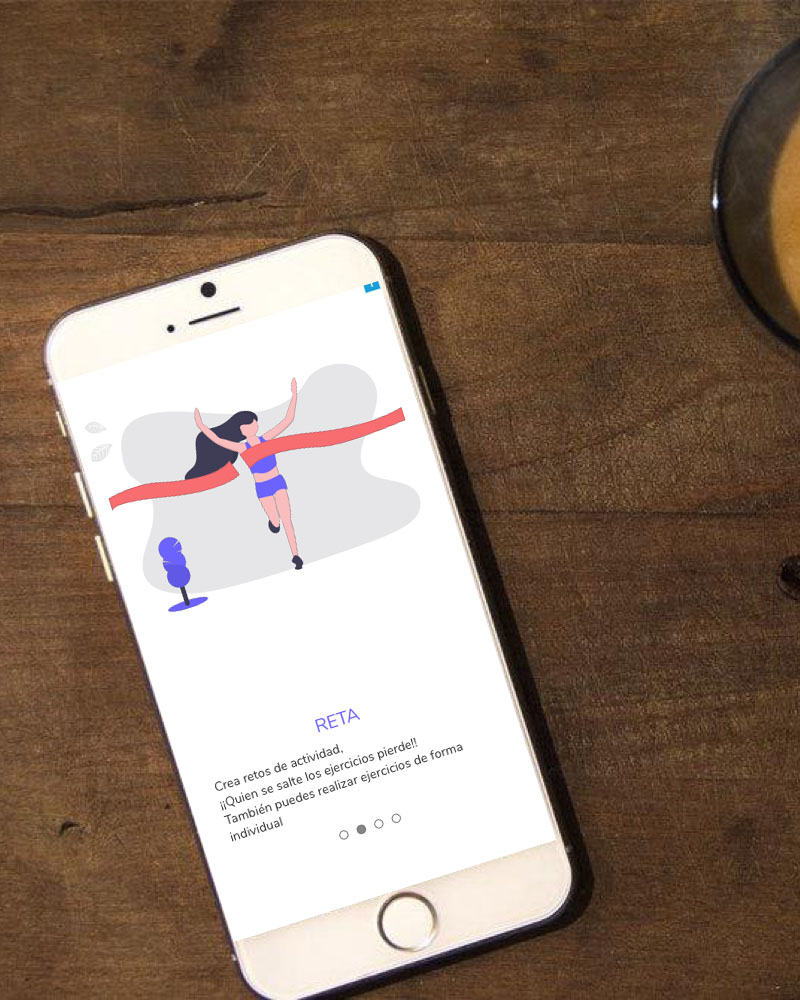 RETA
Crea retos de actividad,
¡¡Quien se salte los ejercicios pierde!!
También puedes realizar ejercicios de forma
individual